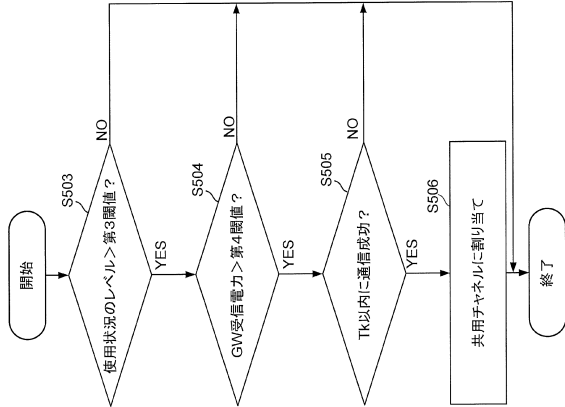 開始
S503
使用状況のレベル＞第3閾値？
NO
YES
S504
GW受信電力＞第4閾値？
NO
YES
S505
Tk以内に通信成功？
NO
YES
S506
共用チャネルに割り当て
終了